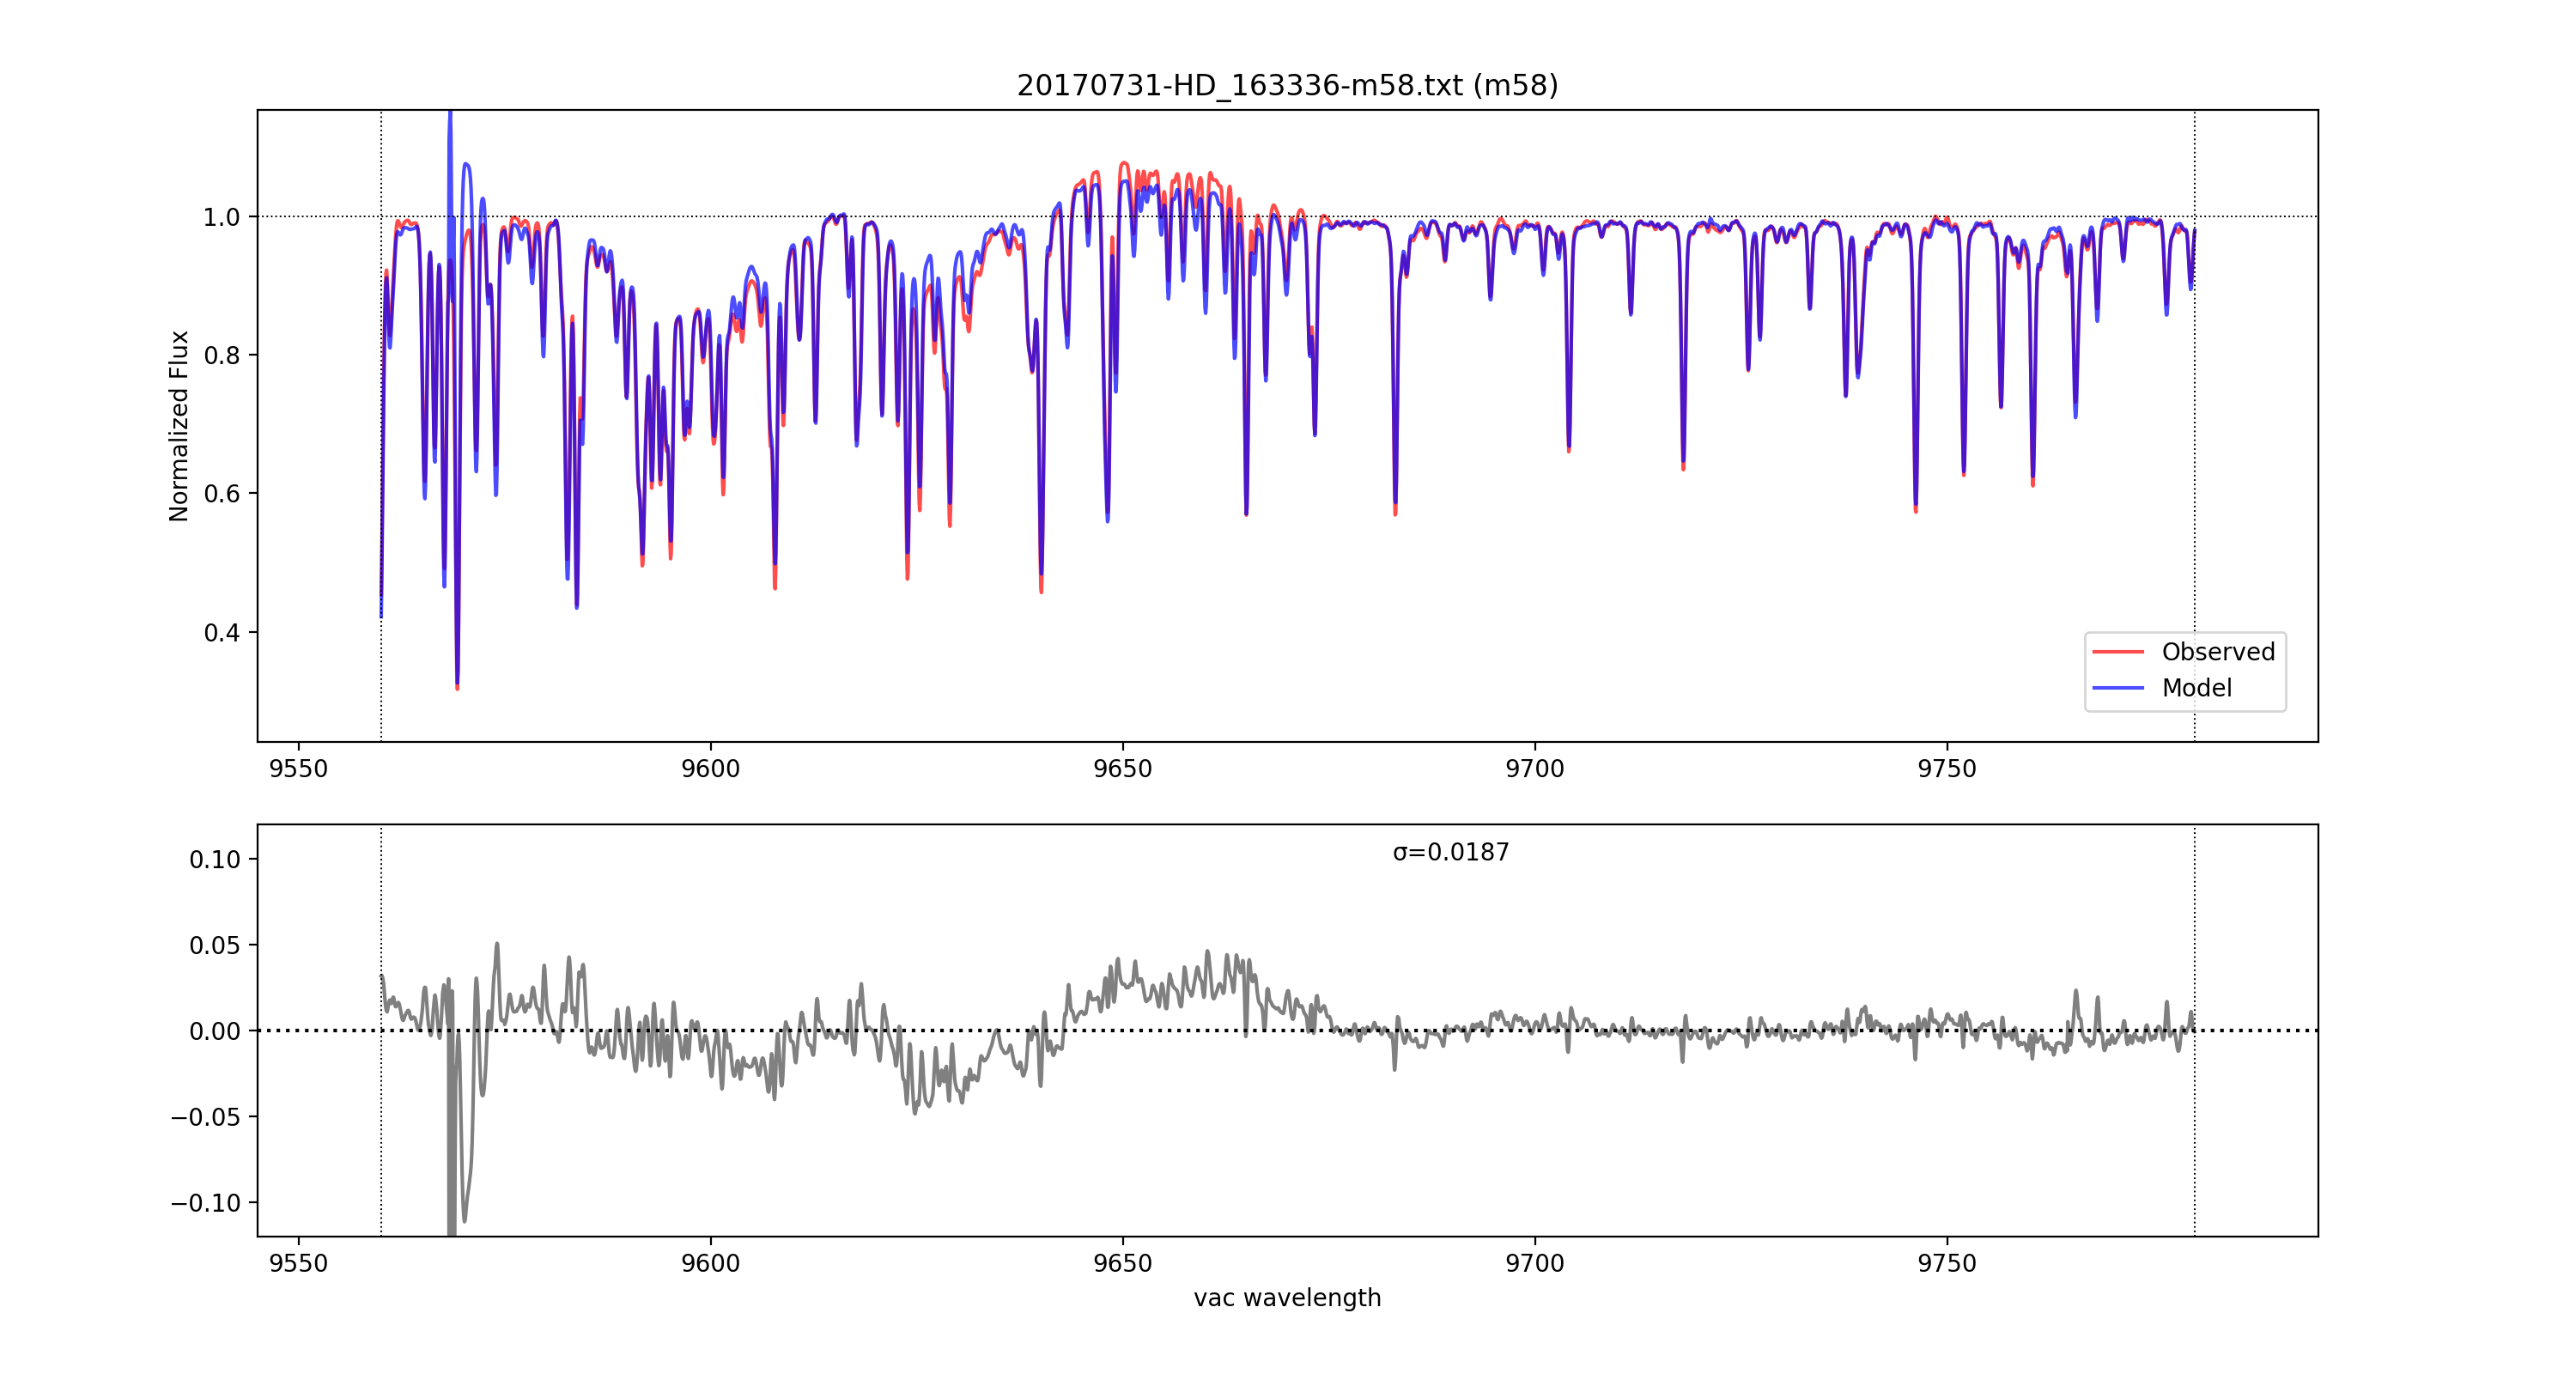 20170731-HD_163336-m58.txt (m58)
Normalized Flux
1.0
0.8
0.6
0.4
Observed
Model
9550 9600 9650 9700 9750
σ=0.0187
0.10
0.05
0.00
−0.05
−0.10
9550 9600 9650 9700 9750
vac wavelength